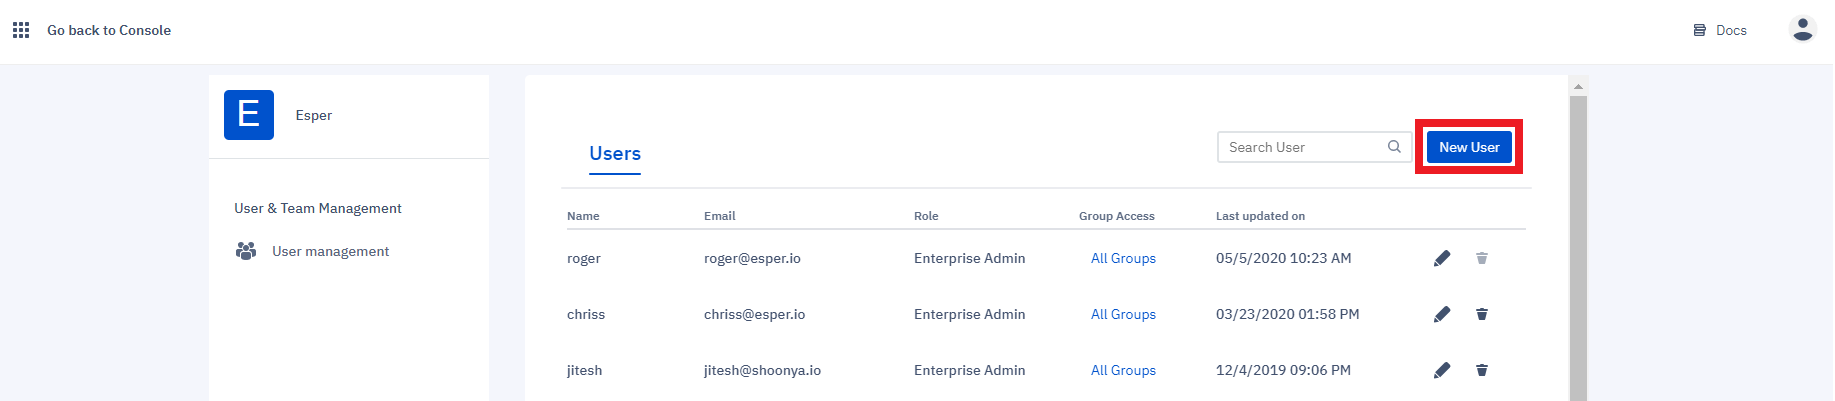 Go back to Console
Docs
E
Esper
User & Team Management
User management
Users
Search User
New User
Name Email Role Group Access Last updated on
roger roger@esper.io Enterprise Admin All Groups 05/5/2020 10:23 AM
chriss chriss@esper.io Enterprise Admin All Groups 03/23/2020 01:58 PM
jitesh jitesh@shoonya.io Enterprise Admin All Groups 12/4/2019 09:06 PM